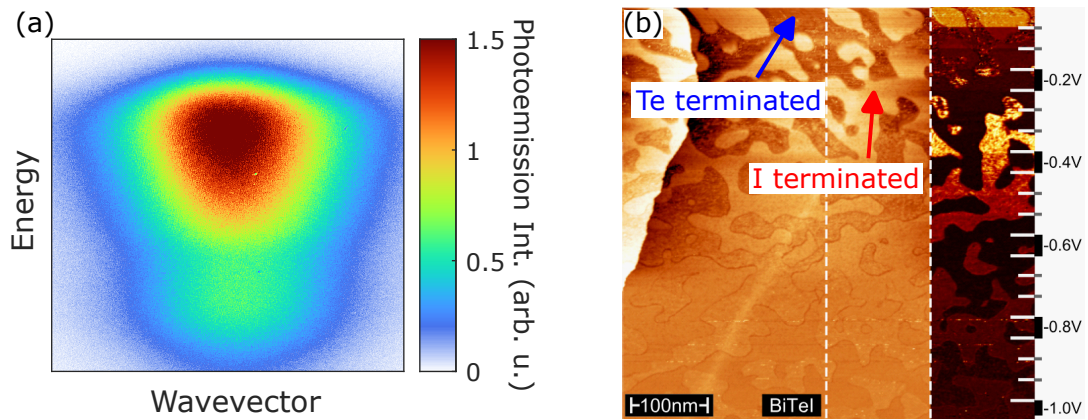 (a)
Energy
Wavevector
1.5
1
0.5
0
Photoemission Int. (arb. u.)
(b)
Te terminated
I terminated
100nm
BiTeI
-0.2V
-0.4V
-0.6V
-0.8V
-1.0V